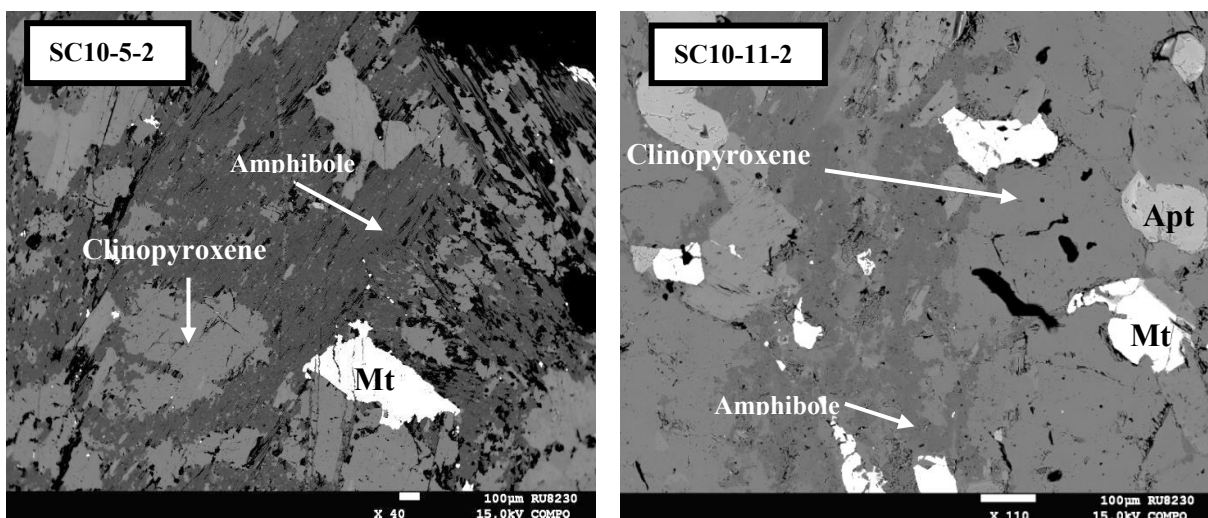 SC10-5-2
Amphibole
Clinopyroxene
Mt
100µm RU8230
X 40 15.0kV COMPO
SC10-11-2
Clinopyroxene
Apt
Mt
Amphibole
100µm RU8230
X 110 15.0kV COMPO